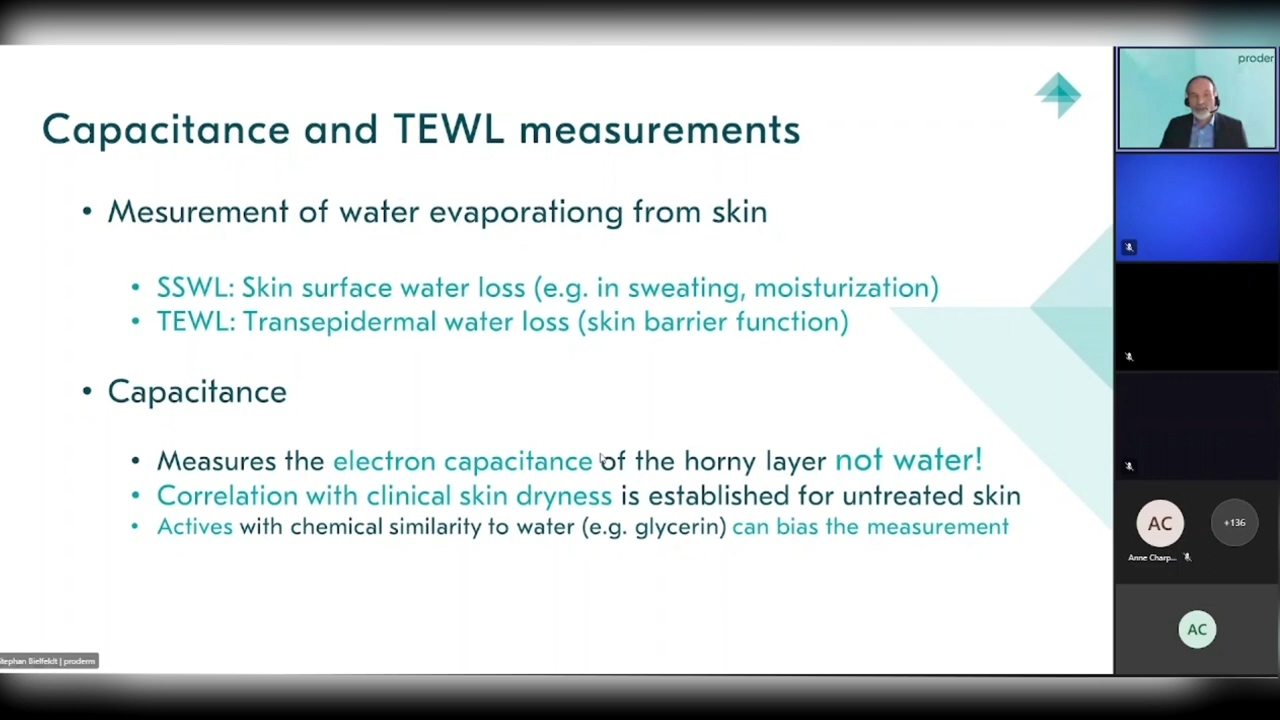 Capacitance and TEWL measurements
• Mesurement of water evaporationg from skin
• SSWL: Skin surface water loss (e.g. in sweating, moisturization)
• TEWL: Transepidermal water loss (skin barrier function)
• Capacitance
• Measures the electron capacitance of the horny layer not water!
• Correlation with clinical skin dryness is established for untreated skin
• Actives with chemical similarity to water (e.g. glycerin) can bias the measurement
Stephan Bielfeldt | proderm
proder
AC
+136
Anne Charp...
AC